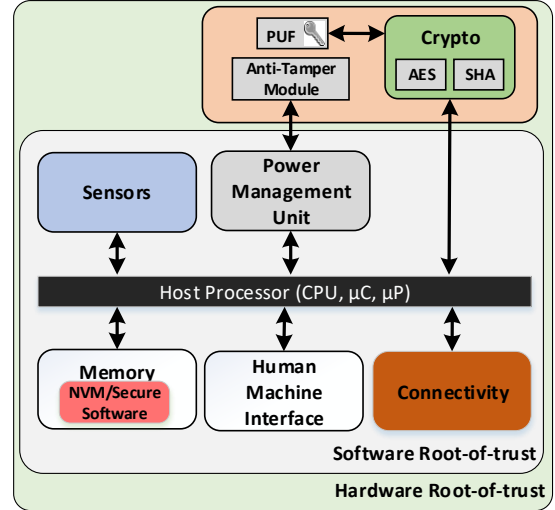 PUF
Crypto
AES
SHA
Anti-Tamper
Module
Sensors
Power
Management
Unit
Host Processor (CPU, µC, µP)
Memory
NVM/Secure
Software
Human
Machine
Interface
Connectivity
Software Root-of-trust
Hardware Root-of-trust